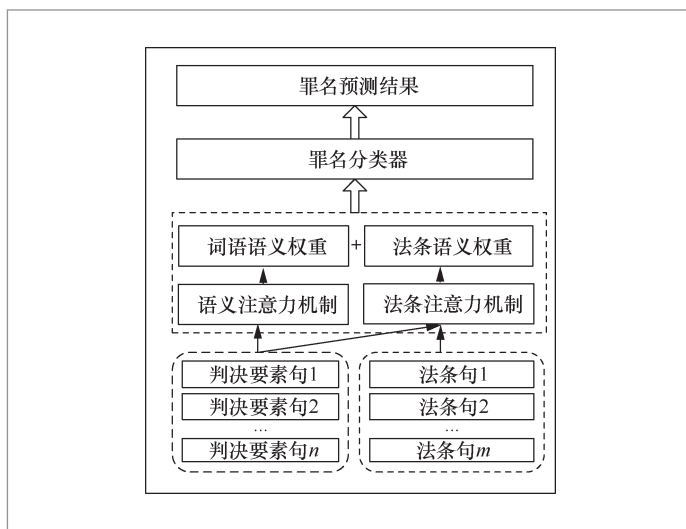 罪名预测结果
罪名分类器
词语语义权重 + 法条语义权重
语义注意力机制 法条注意力机制
判决要素句1 法条句1
判决要素句2 法条句2
... ...
判决要素句n 法条句m